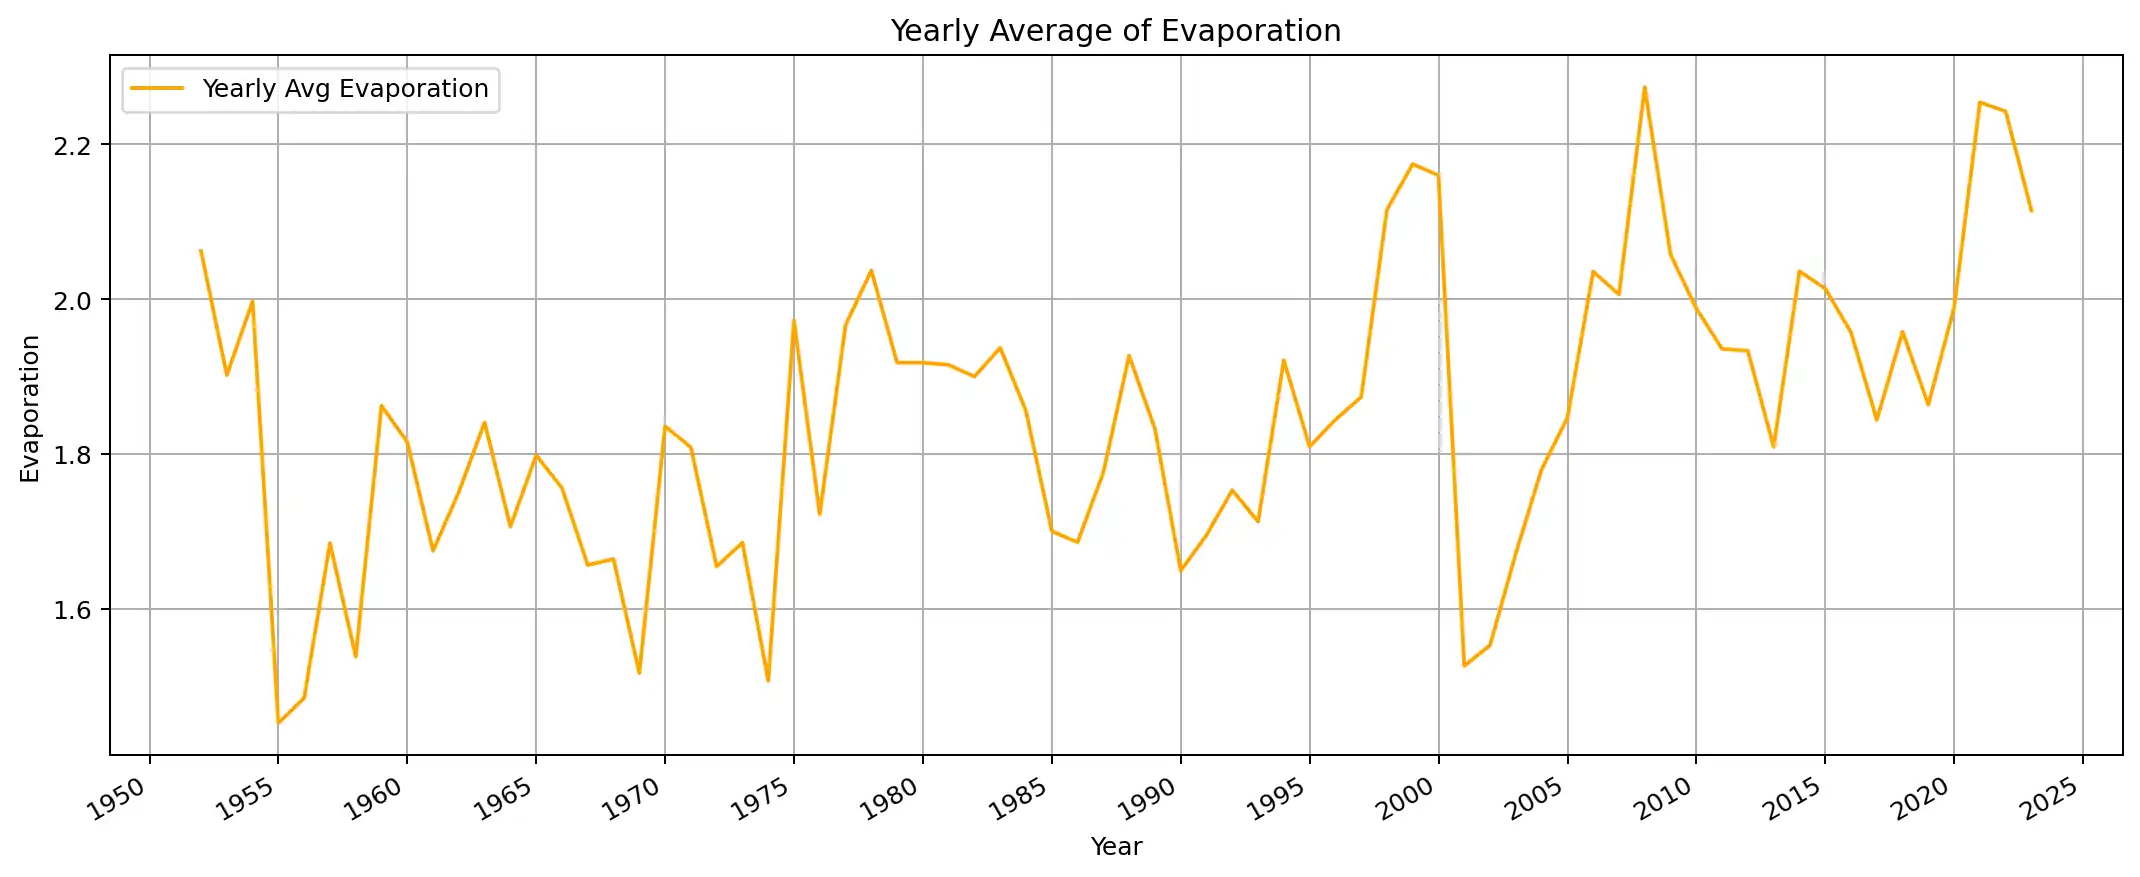 Yearly Average of Evaporation
Yearly Avg Evaporation
Evaporation
2.2
2.0
1.8
1.6
1950 1955 1960 1965 1970 1975 1980 1985 1990 1995 2000 2005 2010 2015 2020 2025
Year